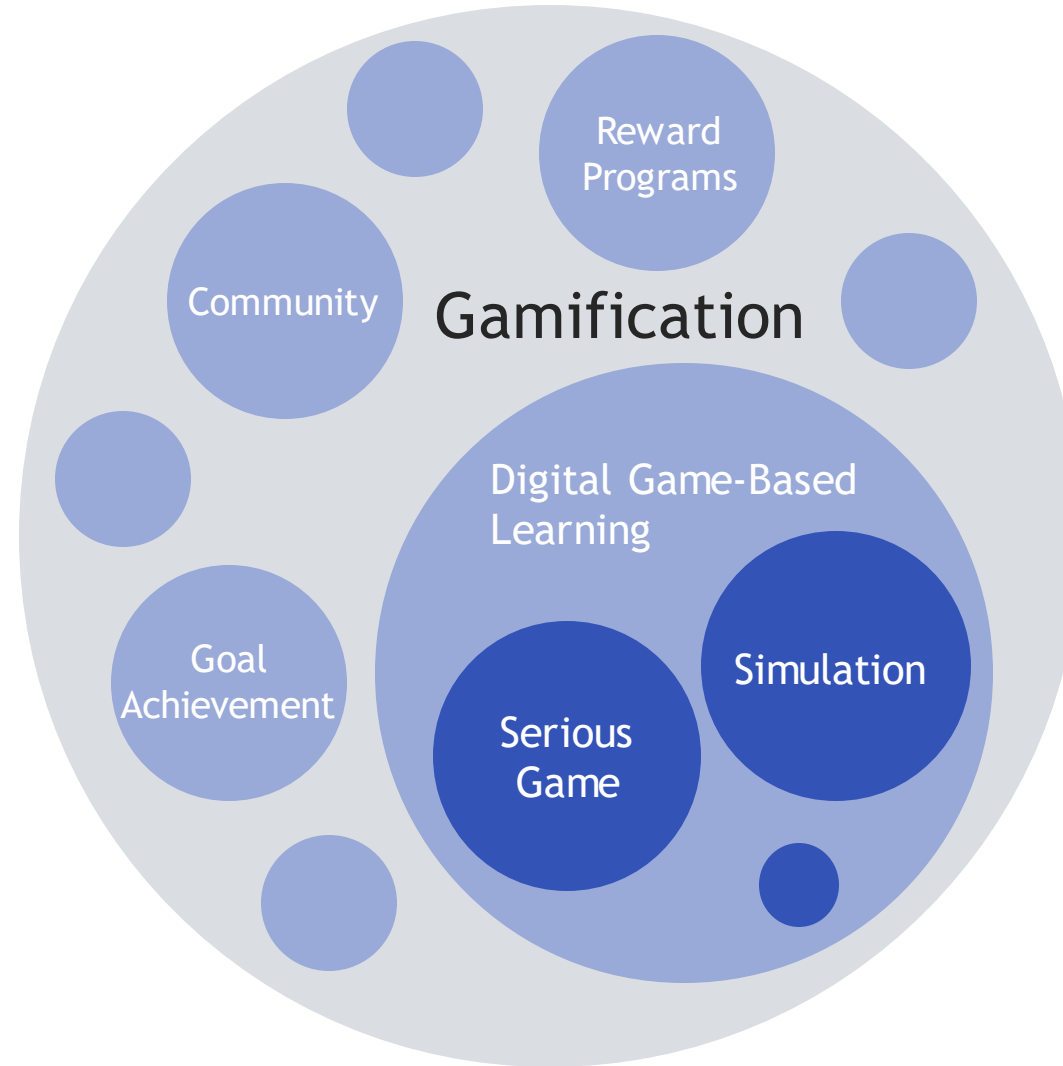 Reward
Programs
Community
Gamification
Digital Game-Based
Learning
Goal
Achievement
Simulation
Serious
Game